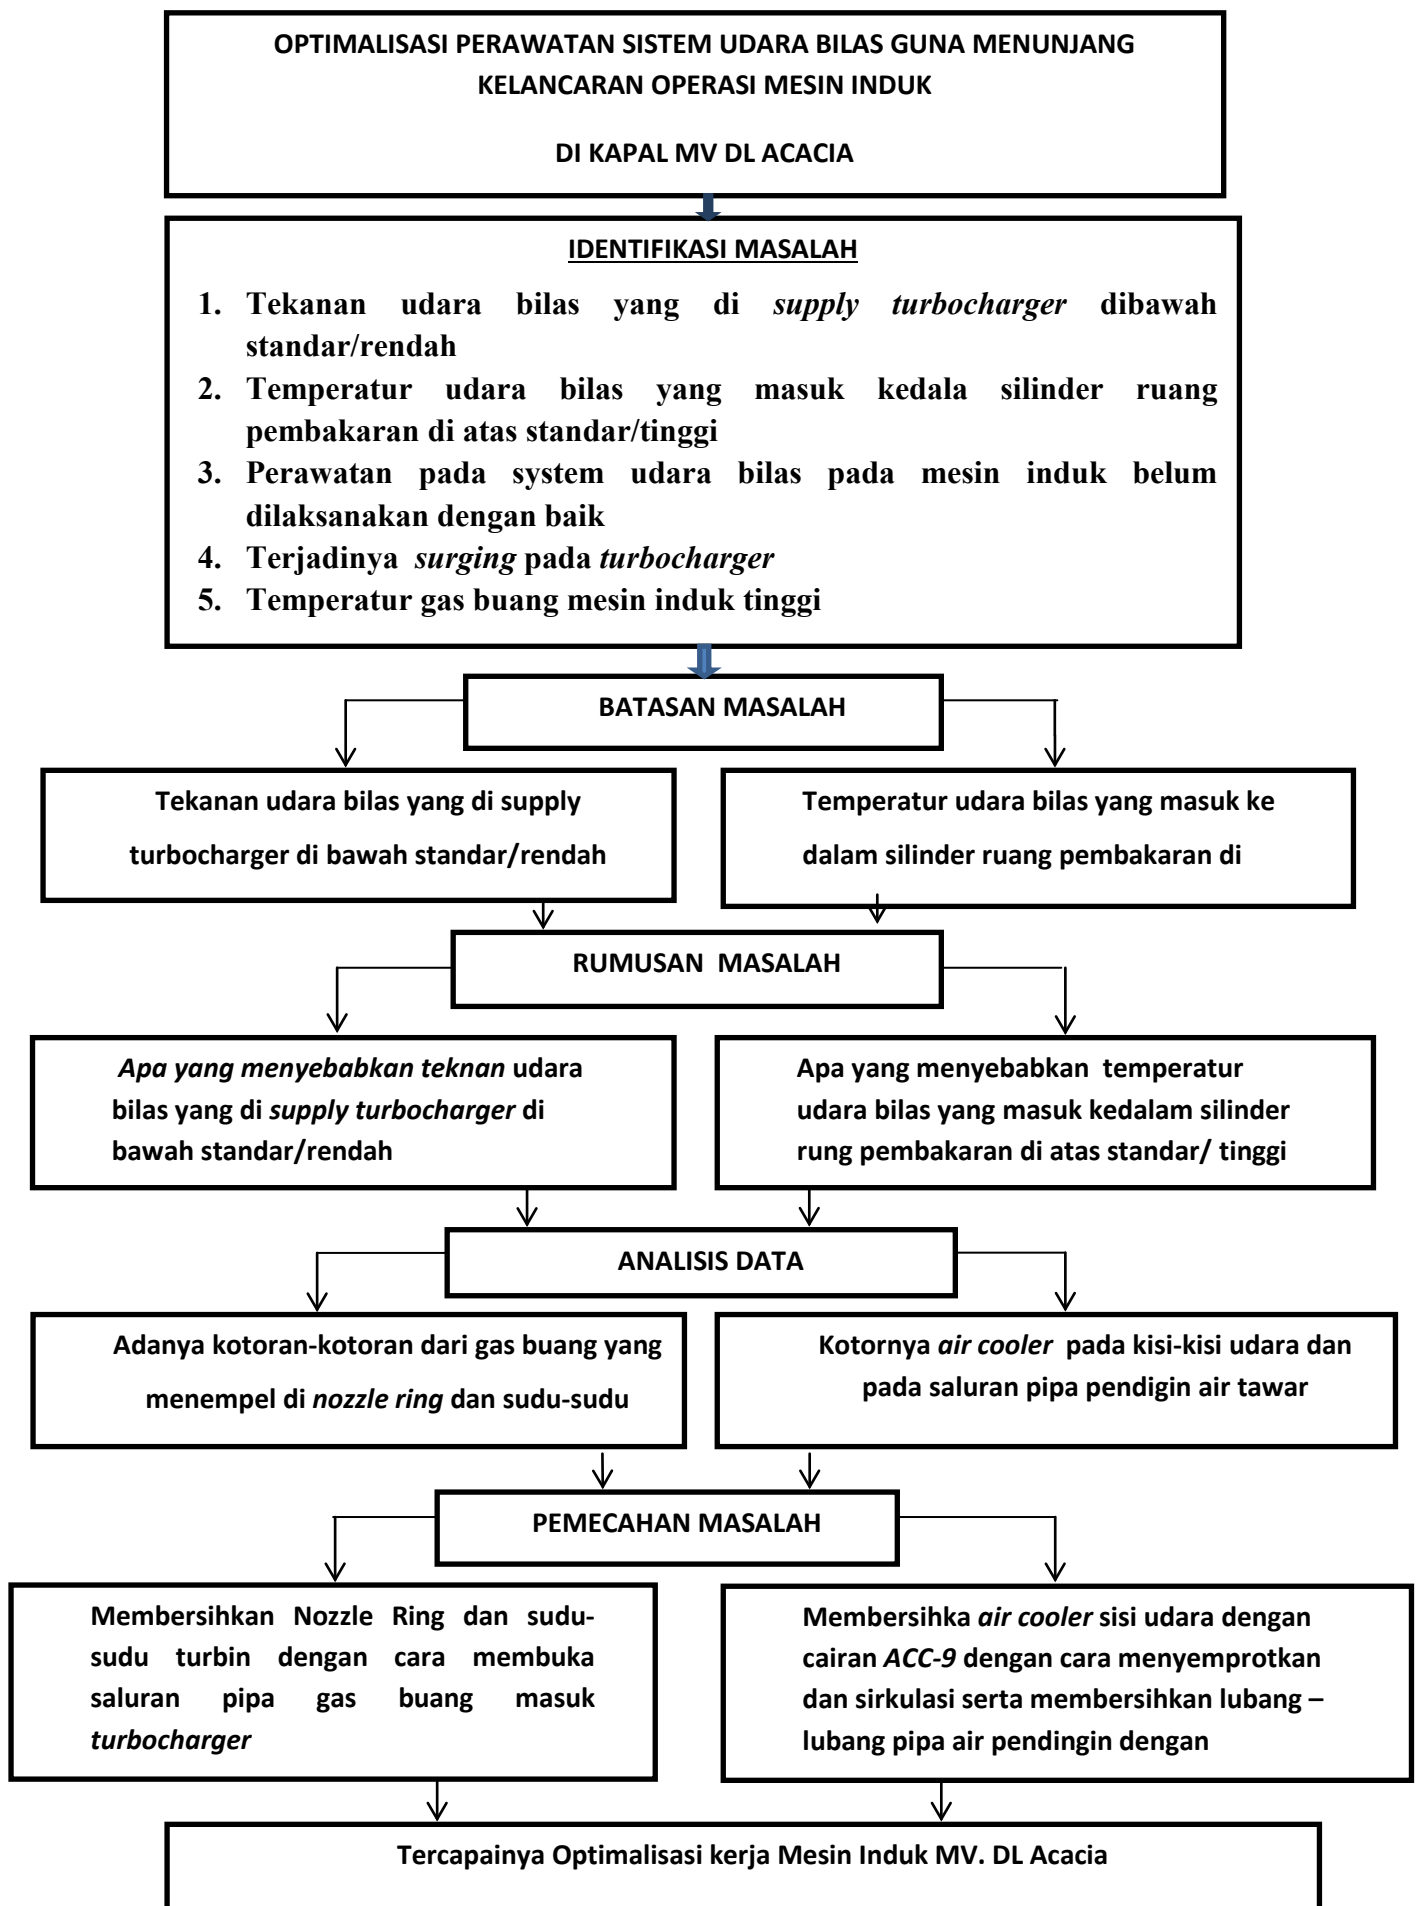 OPTIMALISASI PERAWATAN SISTEM UDARA BILAS GUNA MENUNJANG
KELANCARAN OPERASI MESIN INDUK
DI KAPAL MV DL ACACIA
IDENTIFIKASI MASALAH
1. Tekanan udara bilas yang di supply turbocharger dibawah
standar/rendah
2. Temperatur udara bilas yang masuk kedala silinder ruang
pembakaran di atas standar/tinggi
3. Perawatan pada system udara bilas pada mesin induk belum
dilaksanakan dengan baik
4. Terjadinya surging pada turbocharger
5. Temperatur gas buang mesin induk tinggi
BATASAN MASALAH
Tekanan udara bilas yang di supply
turbocharger di bawah standar/rendah
Temperatur udara bilas yang masuk ke
dalam silinder ruang pembakaran di
RUMUSAN MASALAH
Apa yang menyebabkan teknan udara
bilas yang di supply turbocharger di
bawah standar/rendah
Apa yang menyebabkan temperatur
udara bilas yang masuk kedalam silinder
rung pembakaran di atas standar/ tinggi
ANALISIS DATA
Adanya kotoran-kotoran dari gas buang yang
menempel di nozzle ring dan sudu-sudu
Kotornya air cooler pada kisi-kisi udara dan
pada saluran pipa pendigin air tawar
PEMECAHAN MASALAH
Membersihkan Nozzle Ring dan sudu-
sudu turbin dengan cara membuka
saluran pipa gas buang masuk
turbocharger
Membersihka air cooler sisi udara dengan
cairan ACC-9 dengan cara menyemprotkan
dan sirkulasi serta membersihkan lubang –
lubang pipa air pendingin dengan
Tercapainya Optimalisasi kerja Mesin Induk MV. DL Acacia